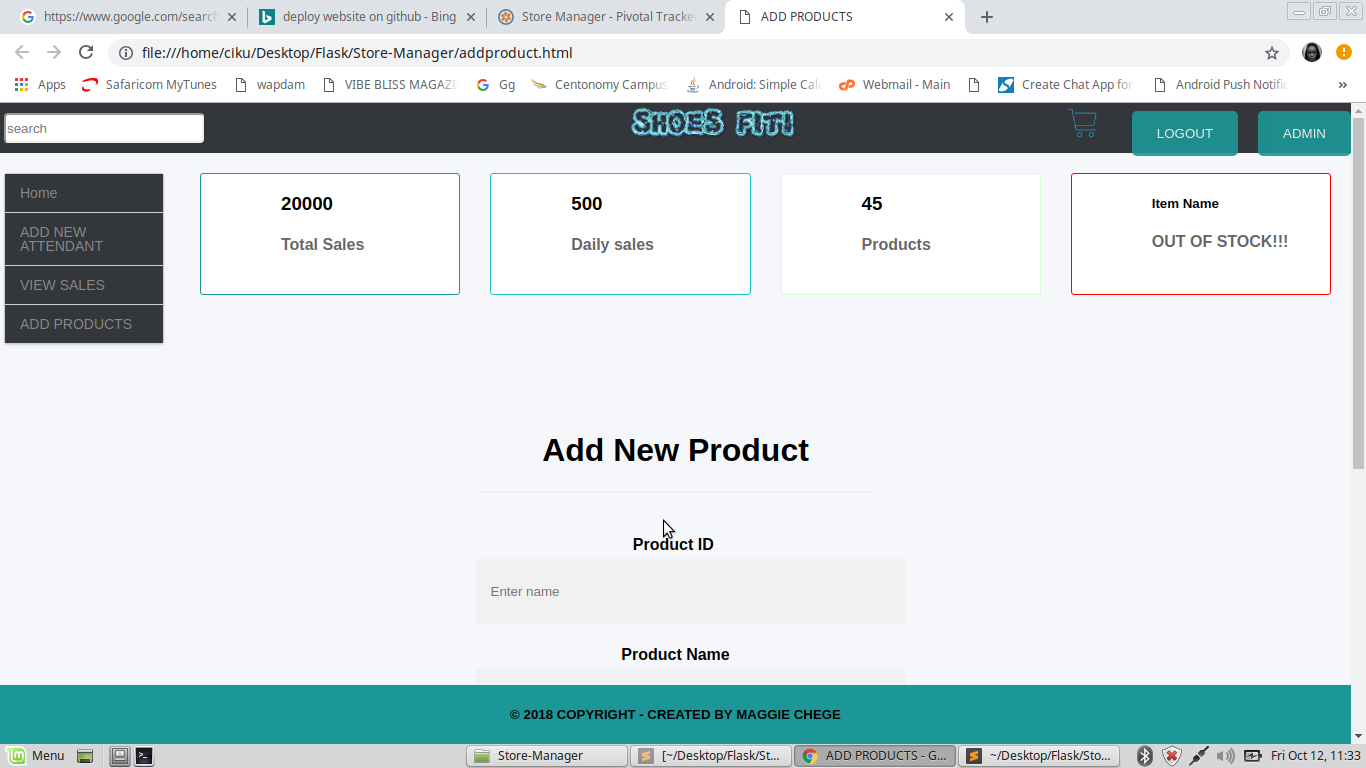 https://www.google.com/search
deploy website on github - Bing
Store Manager - Pivotal Tracker
ADD PRODUCTS
file:///home/ciku/Desktop/Flask/Store-Manager/addproduct.html
Apps
Safaricom MyTunes
wapdam
VIBE BLISS MAGAZI
Gg
Centonomy Campus
Android: Simple Calc
Webmail - Main
Create Chat App for
Android Push Notific
»
search
SHOES FIT!
LOGOUT
ADMIN
Home
ADD NEW
ATTENDANT
VIEW SALES
ADD PRODUCTS
20000
Total Sales
500
Daily sales
45
Products
Item Name
OUT OF STOCK!!!
Add New Product
Product ID
Enter name
Product Name
© 2018 COPYRIGHT - CREATED BY MAGGIE CHEGE
Menu
Store-Manager
[~/Desktop/Flask/St...
ADD PRODUCTS - G...
~/Desktop/Flask/Sto...
Fri Oct 12, 11:33